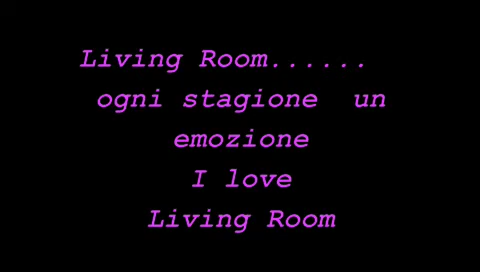 Living Room......
ogni stagione  un
emozione
I love
Living Room